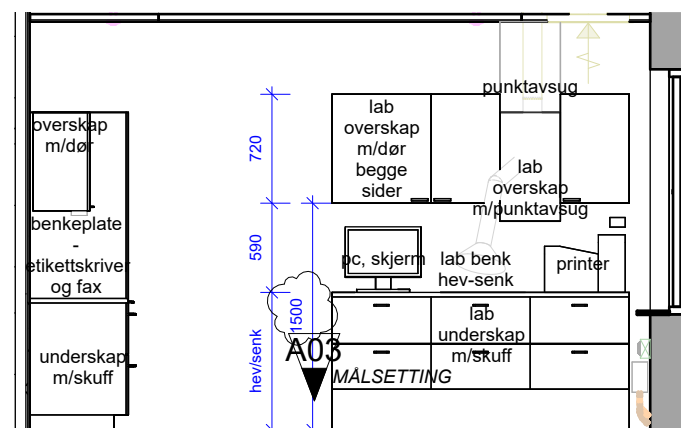 punktavsug
overskap
m/dør
lab
overskap
m/dør
begge
sider
720
lab
overskap
m/punktavsug
benkeplate
-
etikettskriver
og fax
590
pc, skjerm
lab benk
hev-senk
printer
1500
lab
underskap
m/skuff
hev/senk
A03
MÅLSETTING
underskap
m/skuff